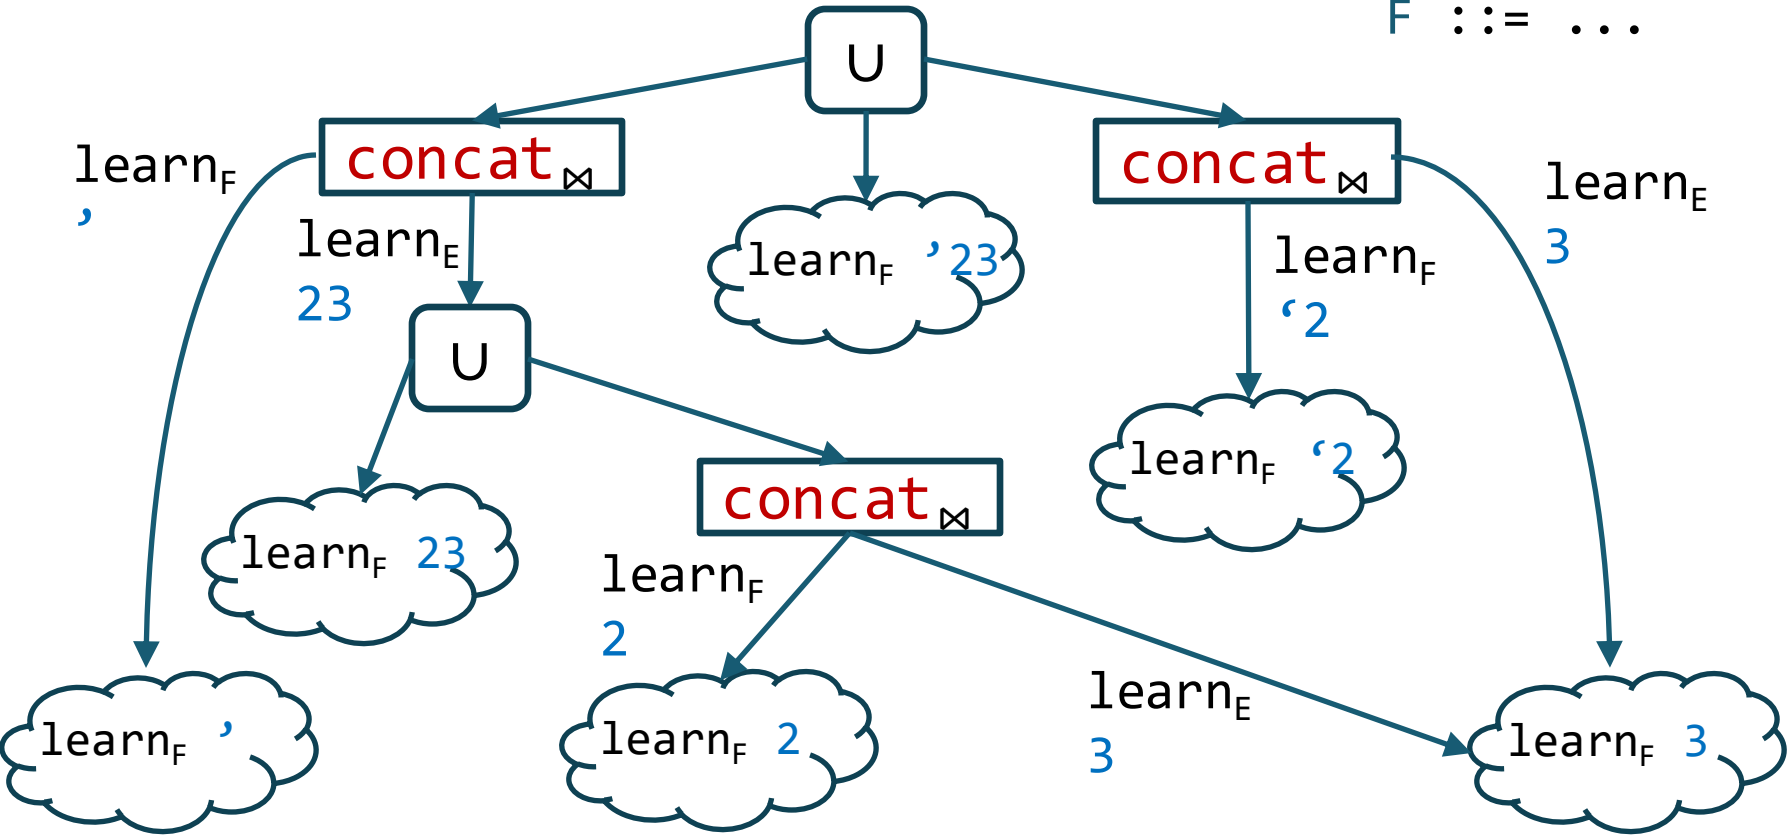 F ::= ...
∪
concat⋈
concat⋈
learnF
’
learnE
23
learnF ’23
learnF
‘2
learnE
3
∪
learnF ‘2
concat⋈
learnF 23
learnF
2
learnE
3
learnF ’
learnF 2
learnF 3